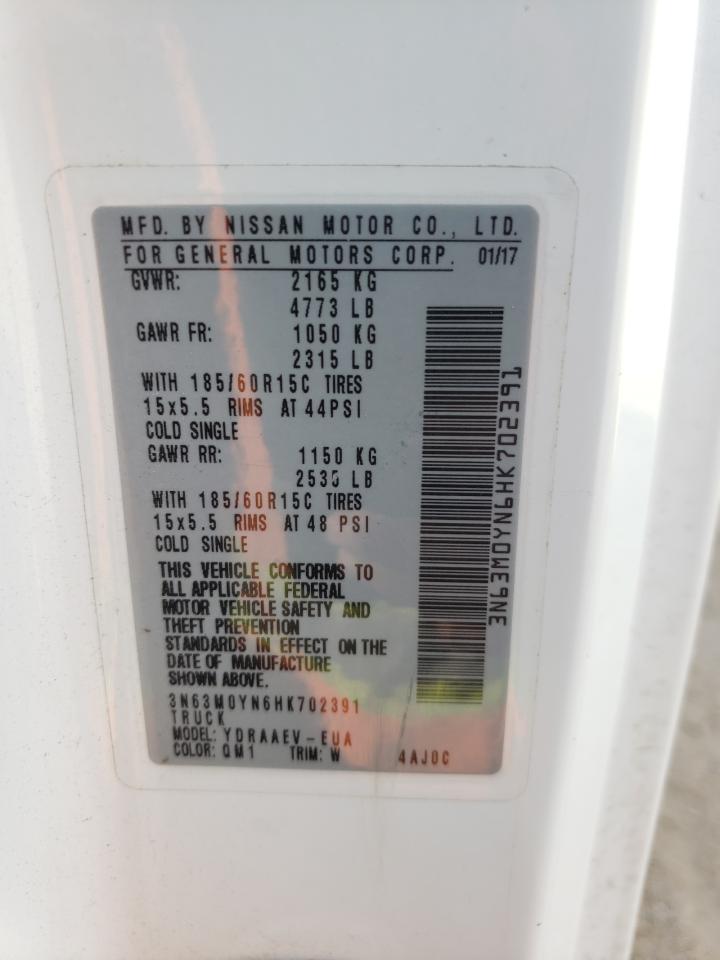 MFD. BY NISSAN MOTOR CO., LTD.
FOR GENERAL MOTORS CORP. 01/17
GVWR: 2165 KG
4773 LB
GAWR FR: 1050 KG
2315 LB
WITH 185/60R15C TIRES
15x5.5 RIMS AT 44PSI
COLD SINGLE
GAWR RR: 1150 KG
2535 LB
WITH 185/60R15C TIRES
15x5.5 RIMS AT 48 PSI
COLD SINGLE
THIS VEHICLE CONFORMS TO
ALL APPLICABLE FEDERAL
MOTOR VEHICLE SAFETY AND
THEFT PREVENTION
STANDARDS IN EFFECT ON THE
DATE OF MANUFACTURE
SHOWN ABOVE.
3N63M0YN6HK702391
TRUCK
MODEL: YDRAAEV-EUA
COLOR: QM1 TRIM: W 4AJ0C
3N63M0YN6HK702391